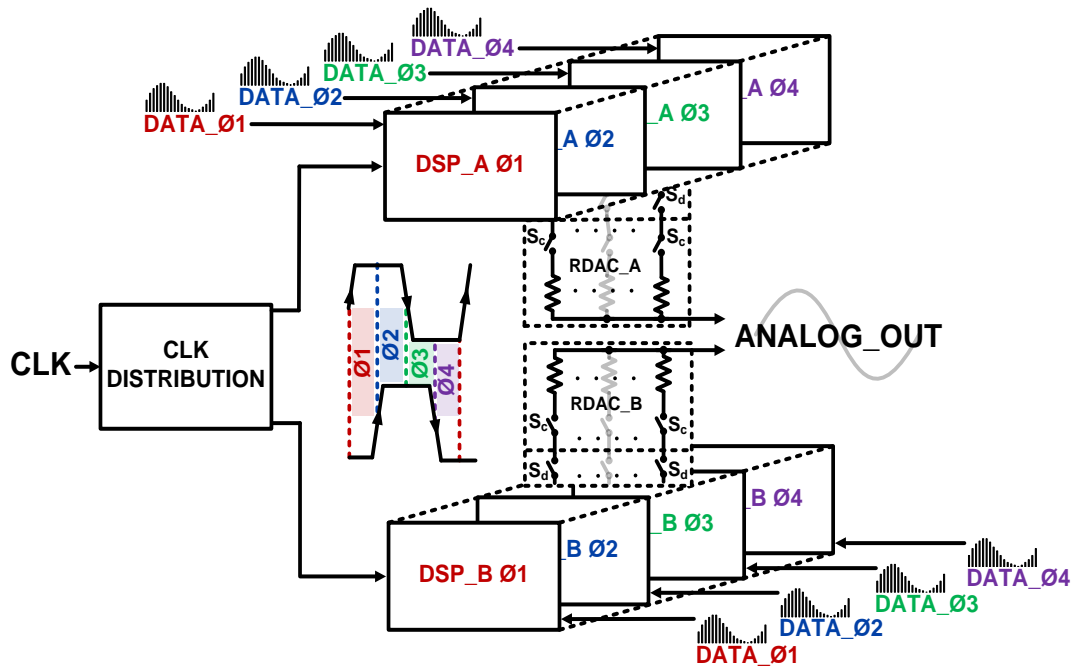 DATA_Ø4
DATA_Ø3
DATA_Ø2
DATA_Ø1
_A Ø4
_A Ø3
_A Ø2
DSP_A Ø1
Sd
Sc
Sc
RDAC_A
CLK
CLK
DISTRIBUTION
Ø1
Ø2
Ø3
Ø4
ANALOG_OUT
RDAC_B
Sc
Sc
Sd
Sd
_B Ø4
_B Ø3
_B Ø2
DSP_B Ø1
DATA_Ø4
DATA_Ø3
DATA_Ø2
DATA_Ø1